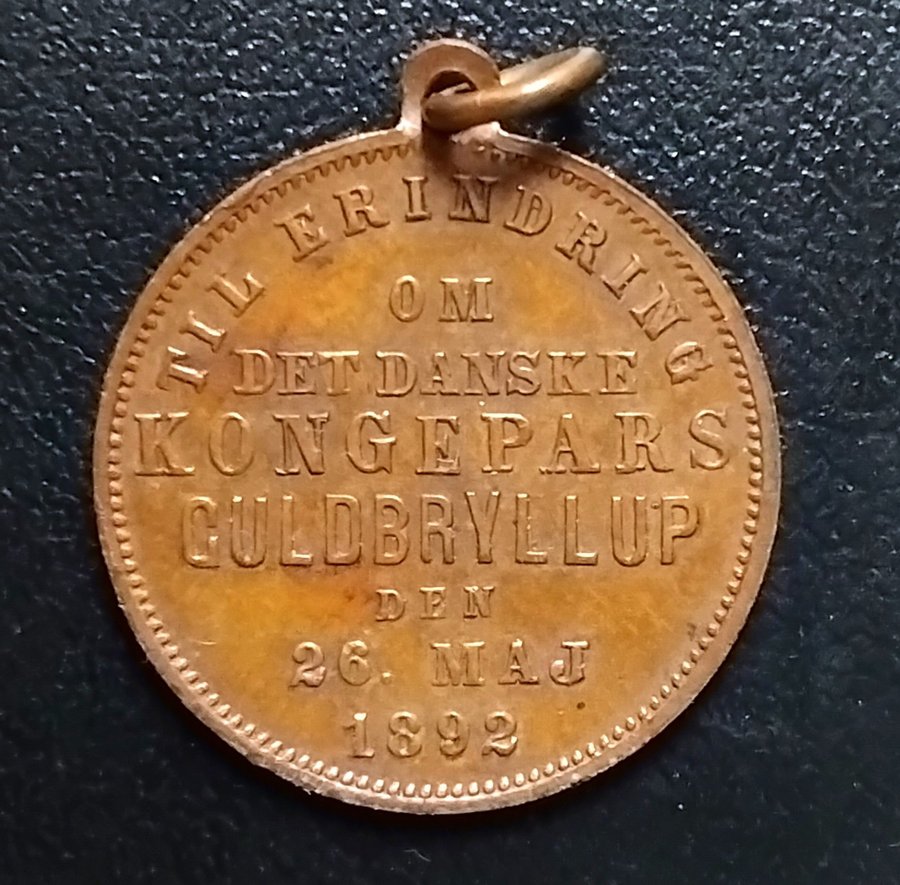 TIL ERINDRING
OM
DET DANSKE
KONGEPARS
GULDBRYLLUP
DEN
26. MAJ
1892